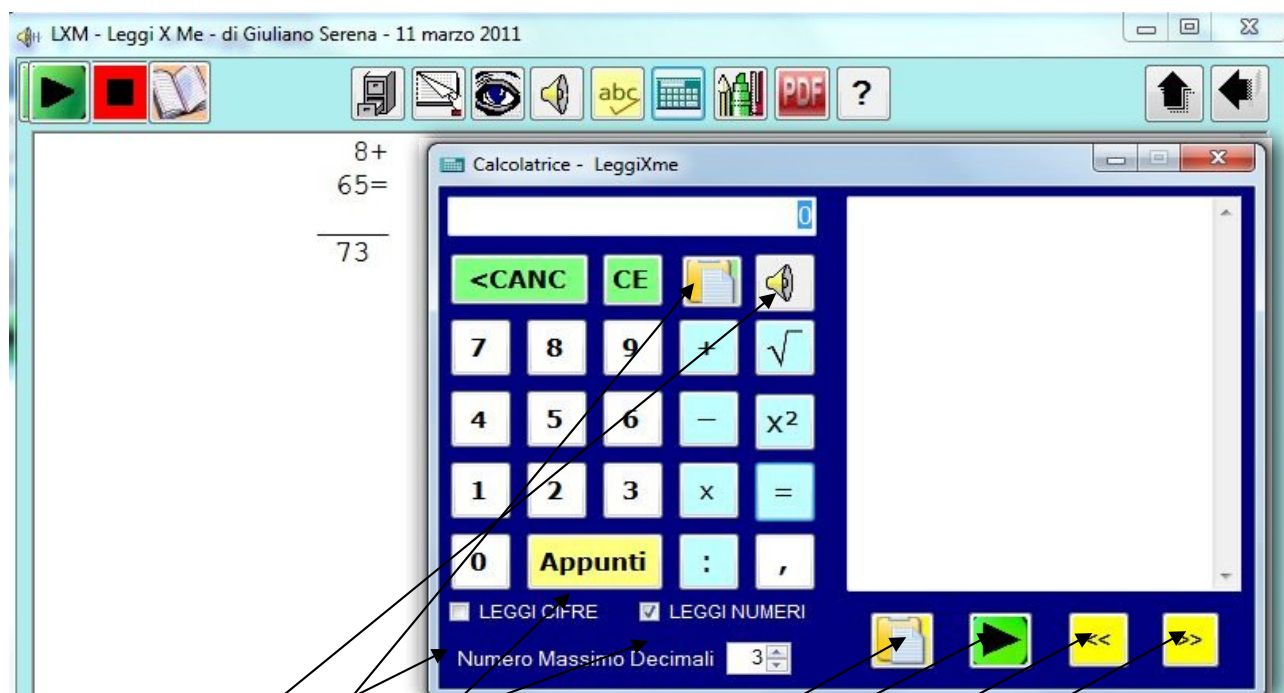 LXM - Leggi X Me - di Giuliano Serena - 11 marzo 2011
abc
PDF
?
8+
65=
73
Calcolatrice - LeggiXme
0
<CANC CE
7 8 9 + √
4 5 6 − x²
1 2 3 x =
0 Appunti : ,
LEGGI CIFRE LEGGI NUMERI
Numero Massimo Decimali 3
<< >>